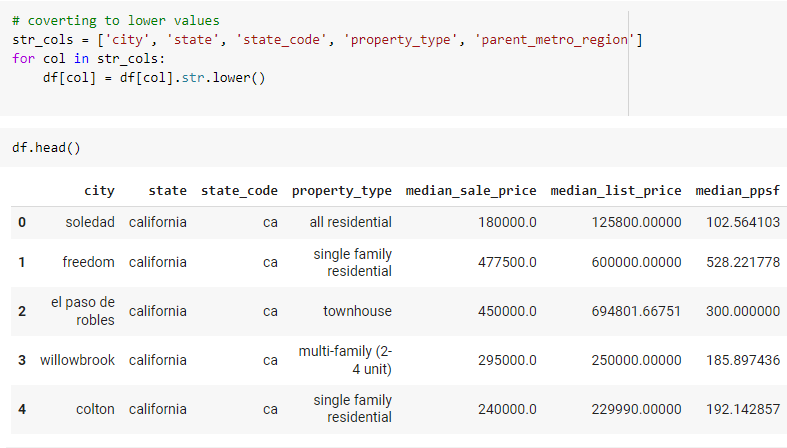 # coverting to lower values
str_cols = ['city', 'state', 'state_code', 'property_type', 'parent_metro_region']
for col in str_cols:
    df[col] = df[col].str.lower()
df.head()
city state state_code property_type median_sale_price median_list_price median_ppsf
0 soledad california ca all residential 180000.0 125800.00000 102.564103
1 freedom california ca single family residential 477500.0 600000.00000 528.221778
2 el paso de robles california ca townhouse 450000.0 694801.66751 300.000000
3 willowbrook california ca multi-family (2-4 unit) 295000.0 250000.00000 185.897436
4 colton california ca single family residential 240000.0 229990.00000 192.142857